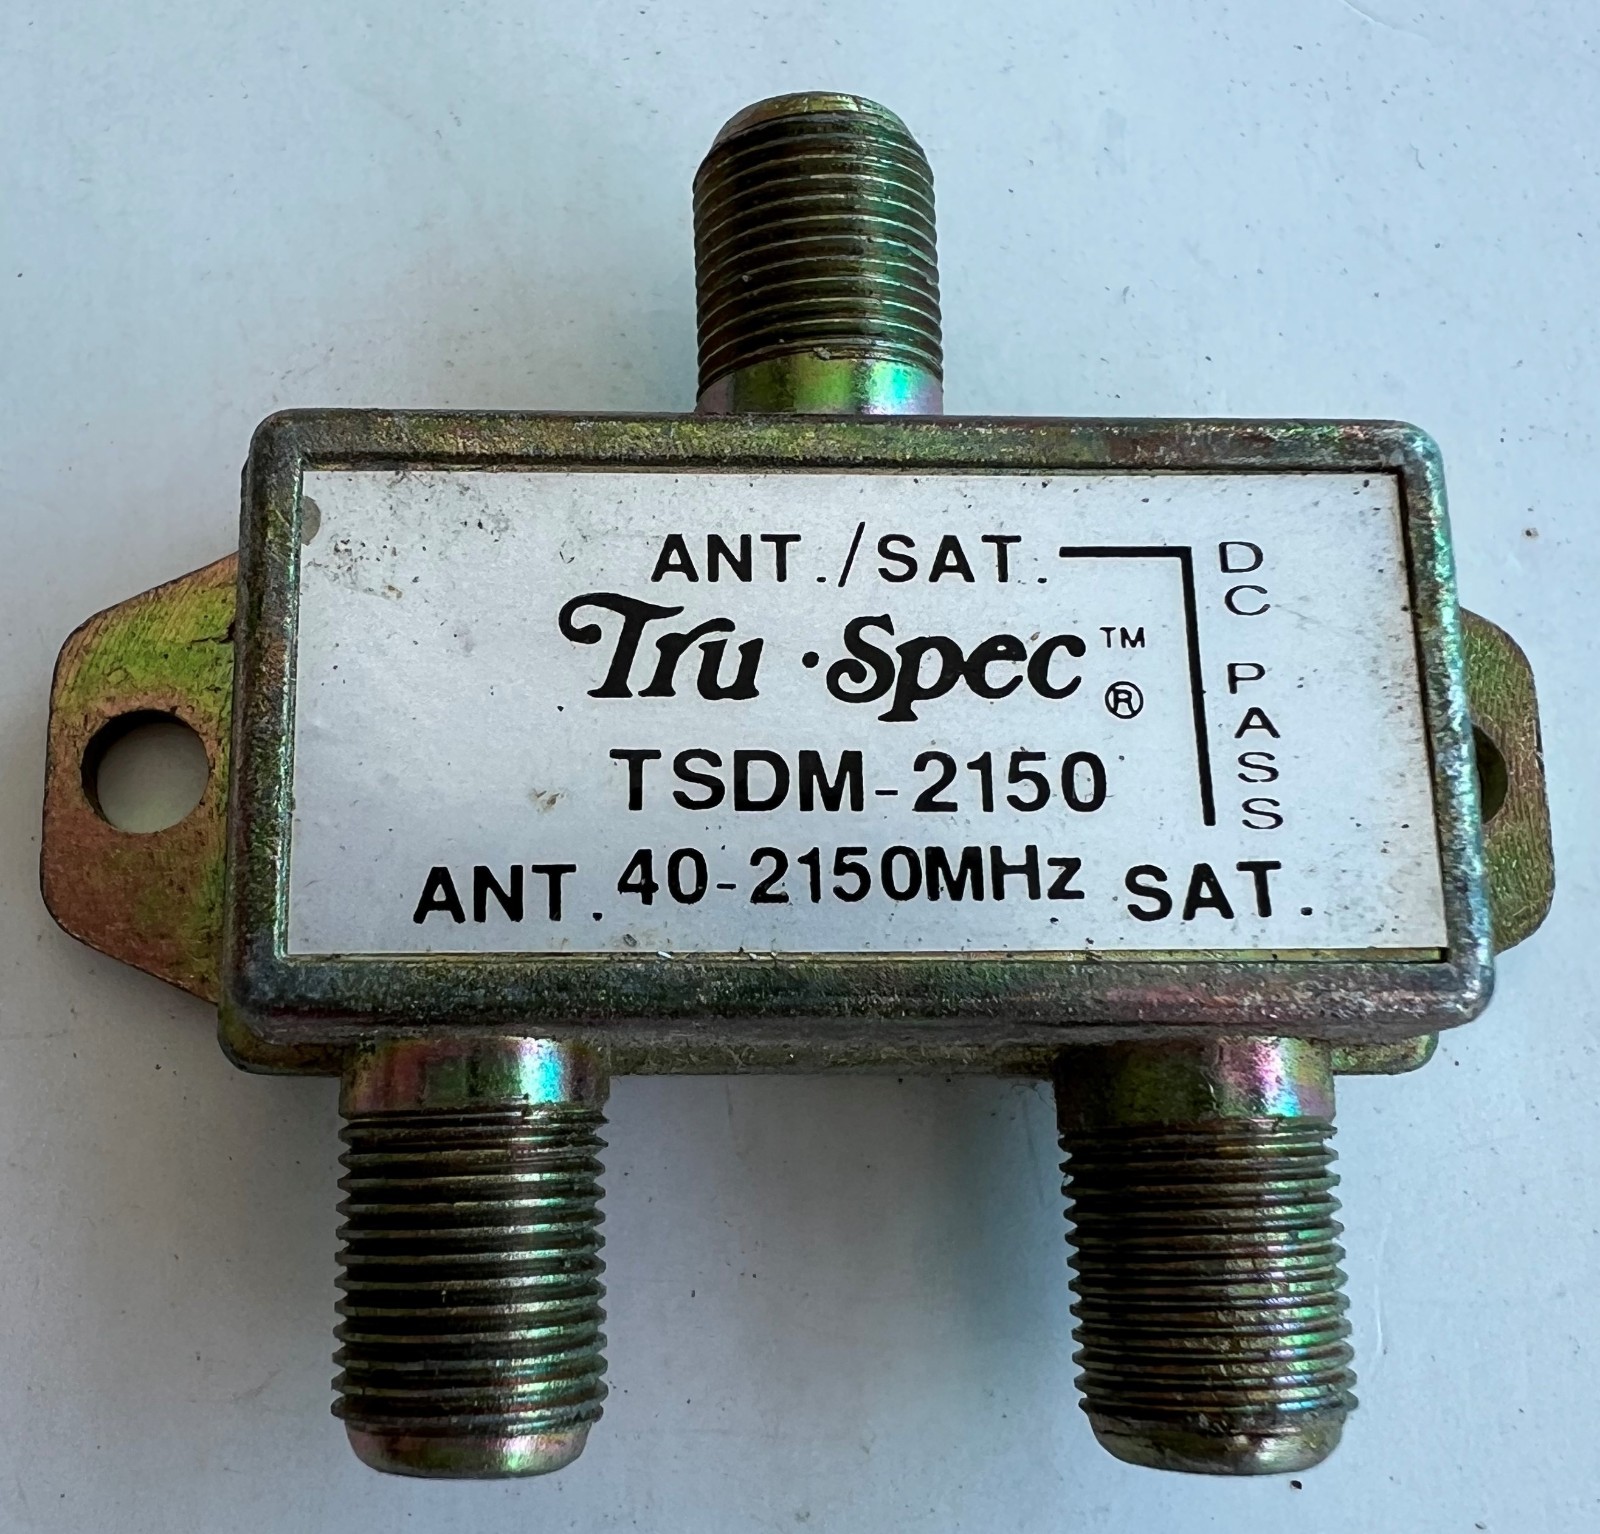 ANT./SAT.
DC PASS
Tru·Spec™®
TSDM-2150
40-2150MHz
ANT.
SAT.